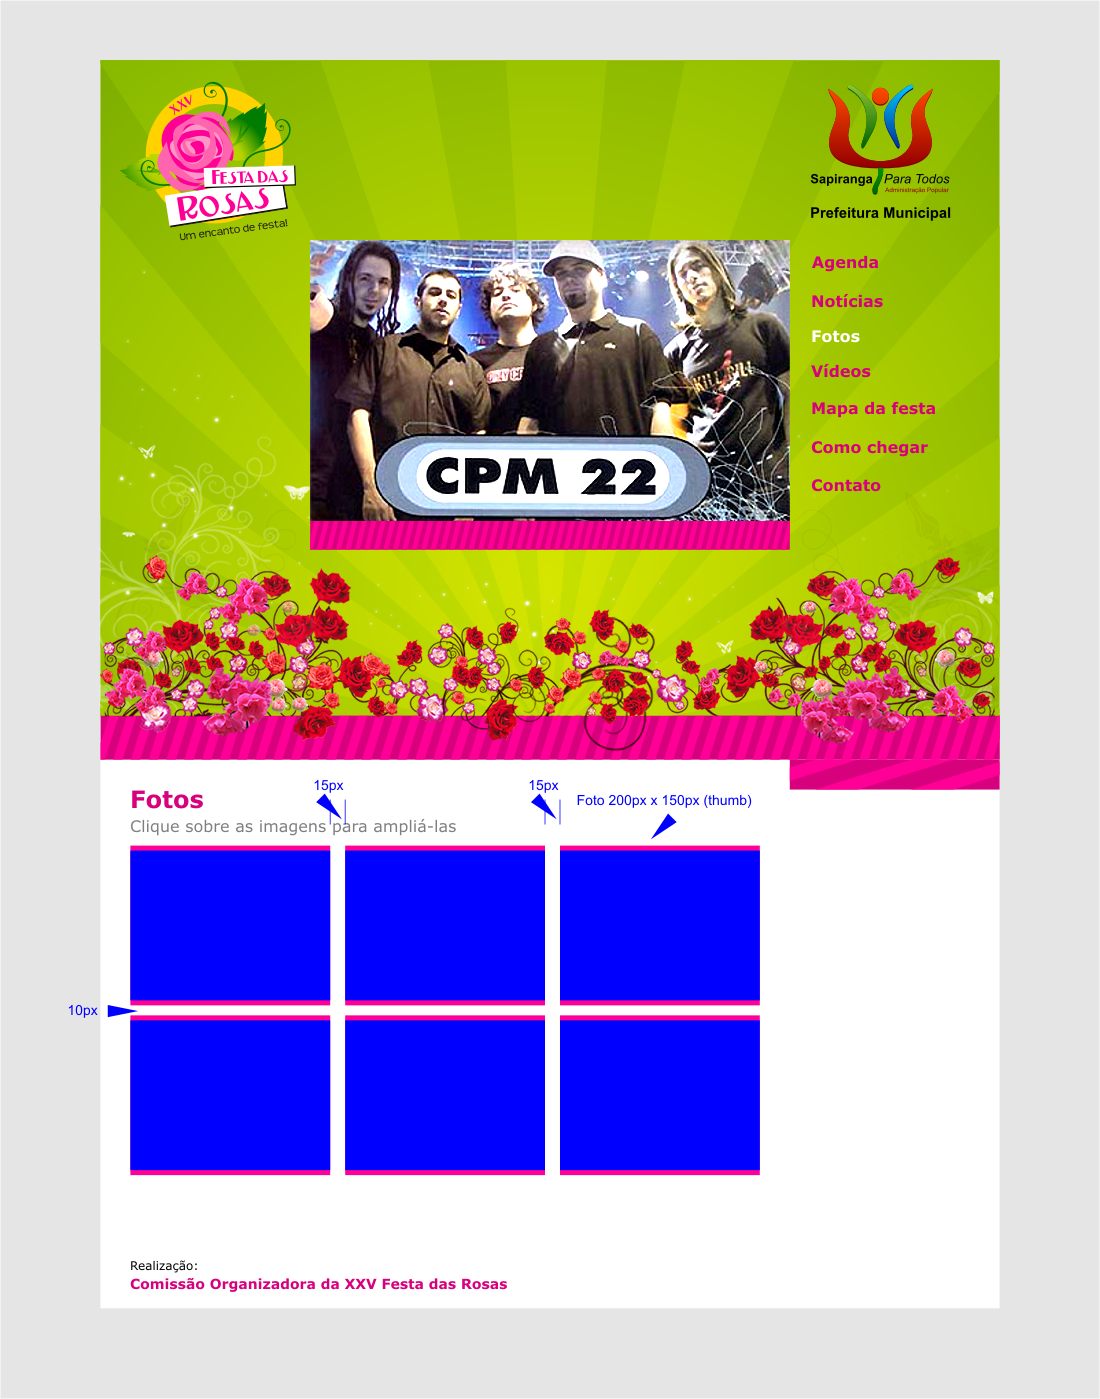 XXV
FESTA DAS
ROSAS
Um encanto de festa!
Sapiranga Para Todos
Administração Popular
Prefeitura Municipal
Agenda
Notícias
Fotos
Vídeos
Mapa da festa
Como chegar
Contato
KILL BILL
CPM 22
Fotos
Clique sobre as imagens para ampliá-las
15px
15px
Foto 200px x 150px (thumb)
10px
Realização:
Comissão Organizadora da XXV Festa das Rosas